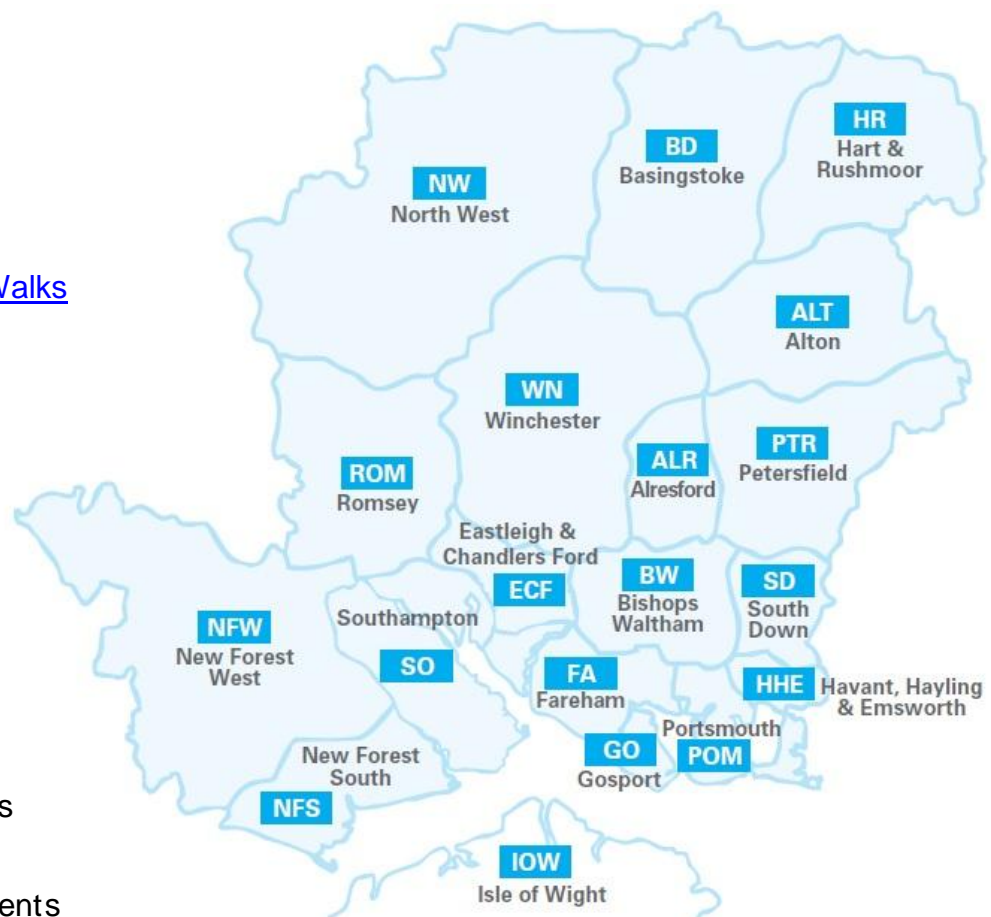 HR
Hart &
Rushmoor
BD
Basingstoke
NW
North West
Walks
ALT
Alton
WN
Winchester
PTR
Petersfield
ALR
Alresford
ROM
Romsey
Eastleigh &
Chandlers Ford
ECF
BW
Bishops
Waltham
SD
South
Down
Southampton
SO
NFW
New Forest
West
FA
Fareham
HHE
Havant, Hayling
& Emsworth
Portsmouth
POM
GO
Gosport
New Forest
South
NFS
s
IOW
Isle of Wight
ents